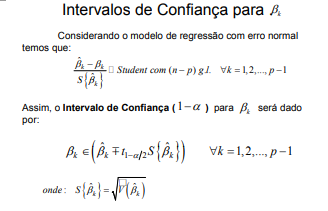 Intervalos de Confiança para β_k
Considerando o modelo de regressão com erro normal
temos que:
(β̂_k − β_k) / S{β̂_k} □ Student com (n − p) g.l. ∀k = 1,2,..., p − 1
Assim, o Intervalo de Confiança ( 1 − α ) para β_k será dado
por:
β_k ∈ (β̂_k ∓ t_{1−α/2} S{β̂_k}) ∀k = 1,2,..., p − 1
onde : S{β̂_k} = √V̂(β̂_k)